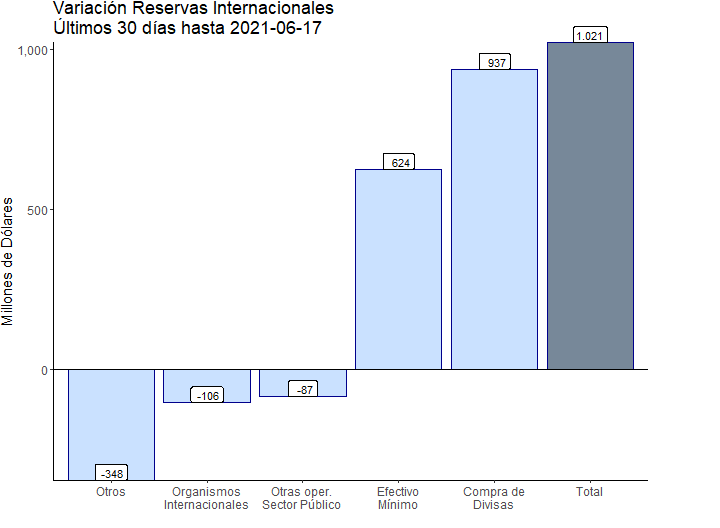 Variación Reservas Internacionales
Últimos 30 días hasta 2021-06-17
Millones de Dólares
1,000
500
0
-348
-106
-87
624
937
1.021
Otros
Organismos
Internacionales
Otras oper.
Sector Público
Efectivo
Mínimo
Compra de
Divisas
Total